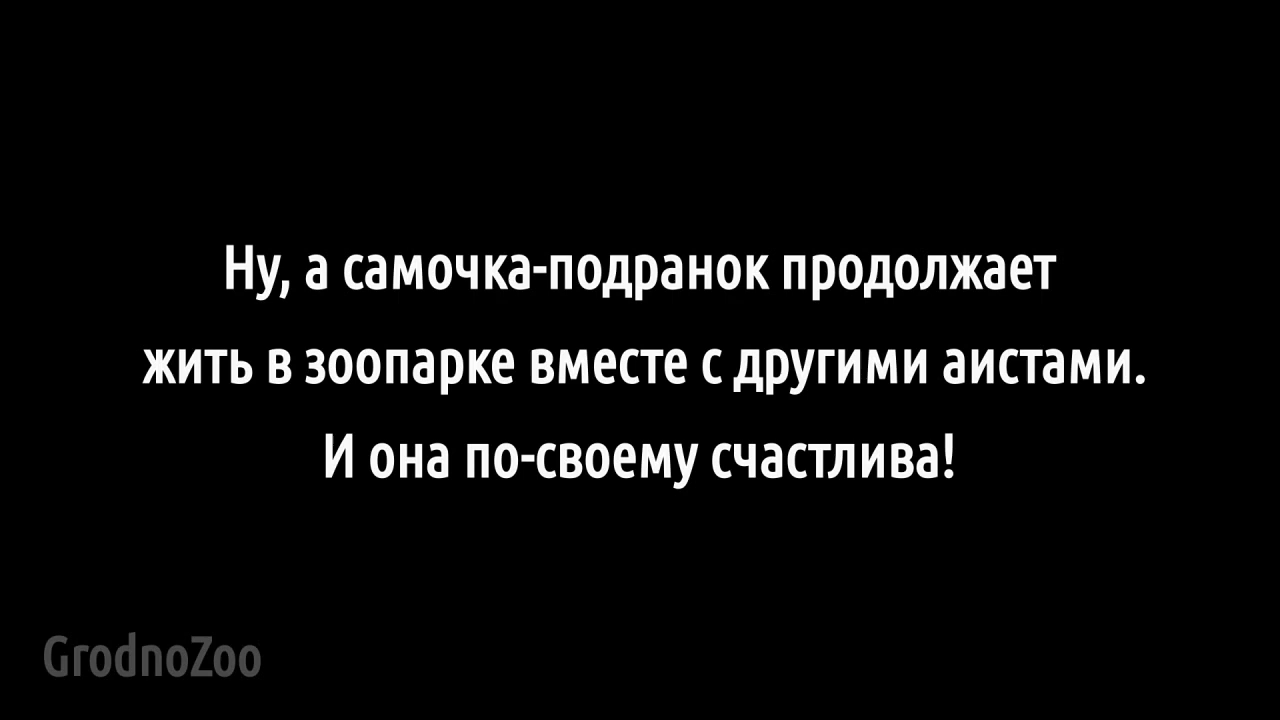 Ну, а самочка-подранок продолжает
жить в зоопарке вместе с другими аистами.
И она по-своему счастлива!
GrodnoZoo